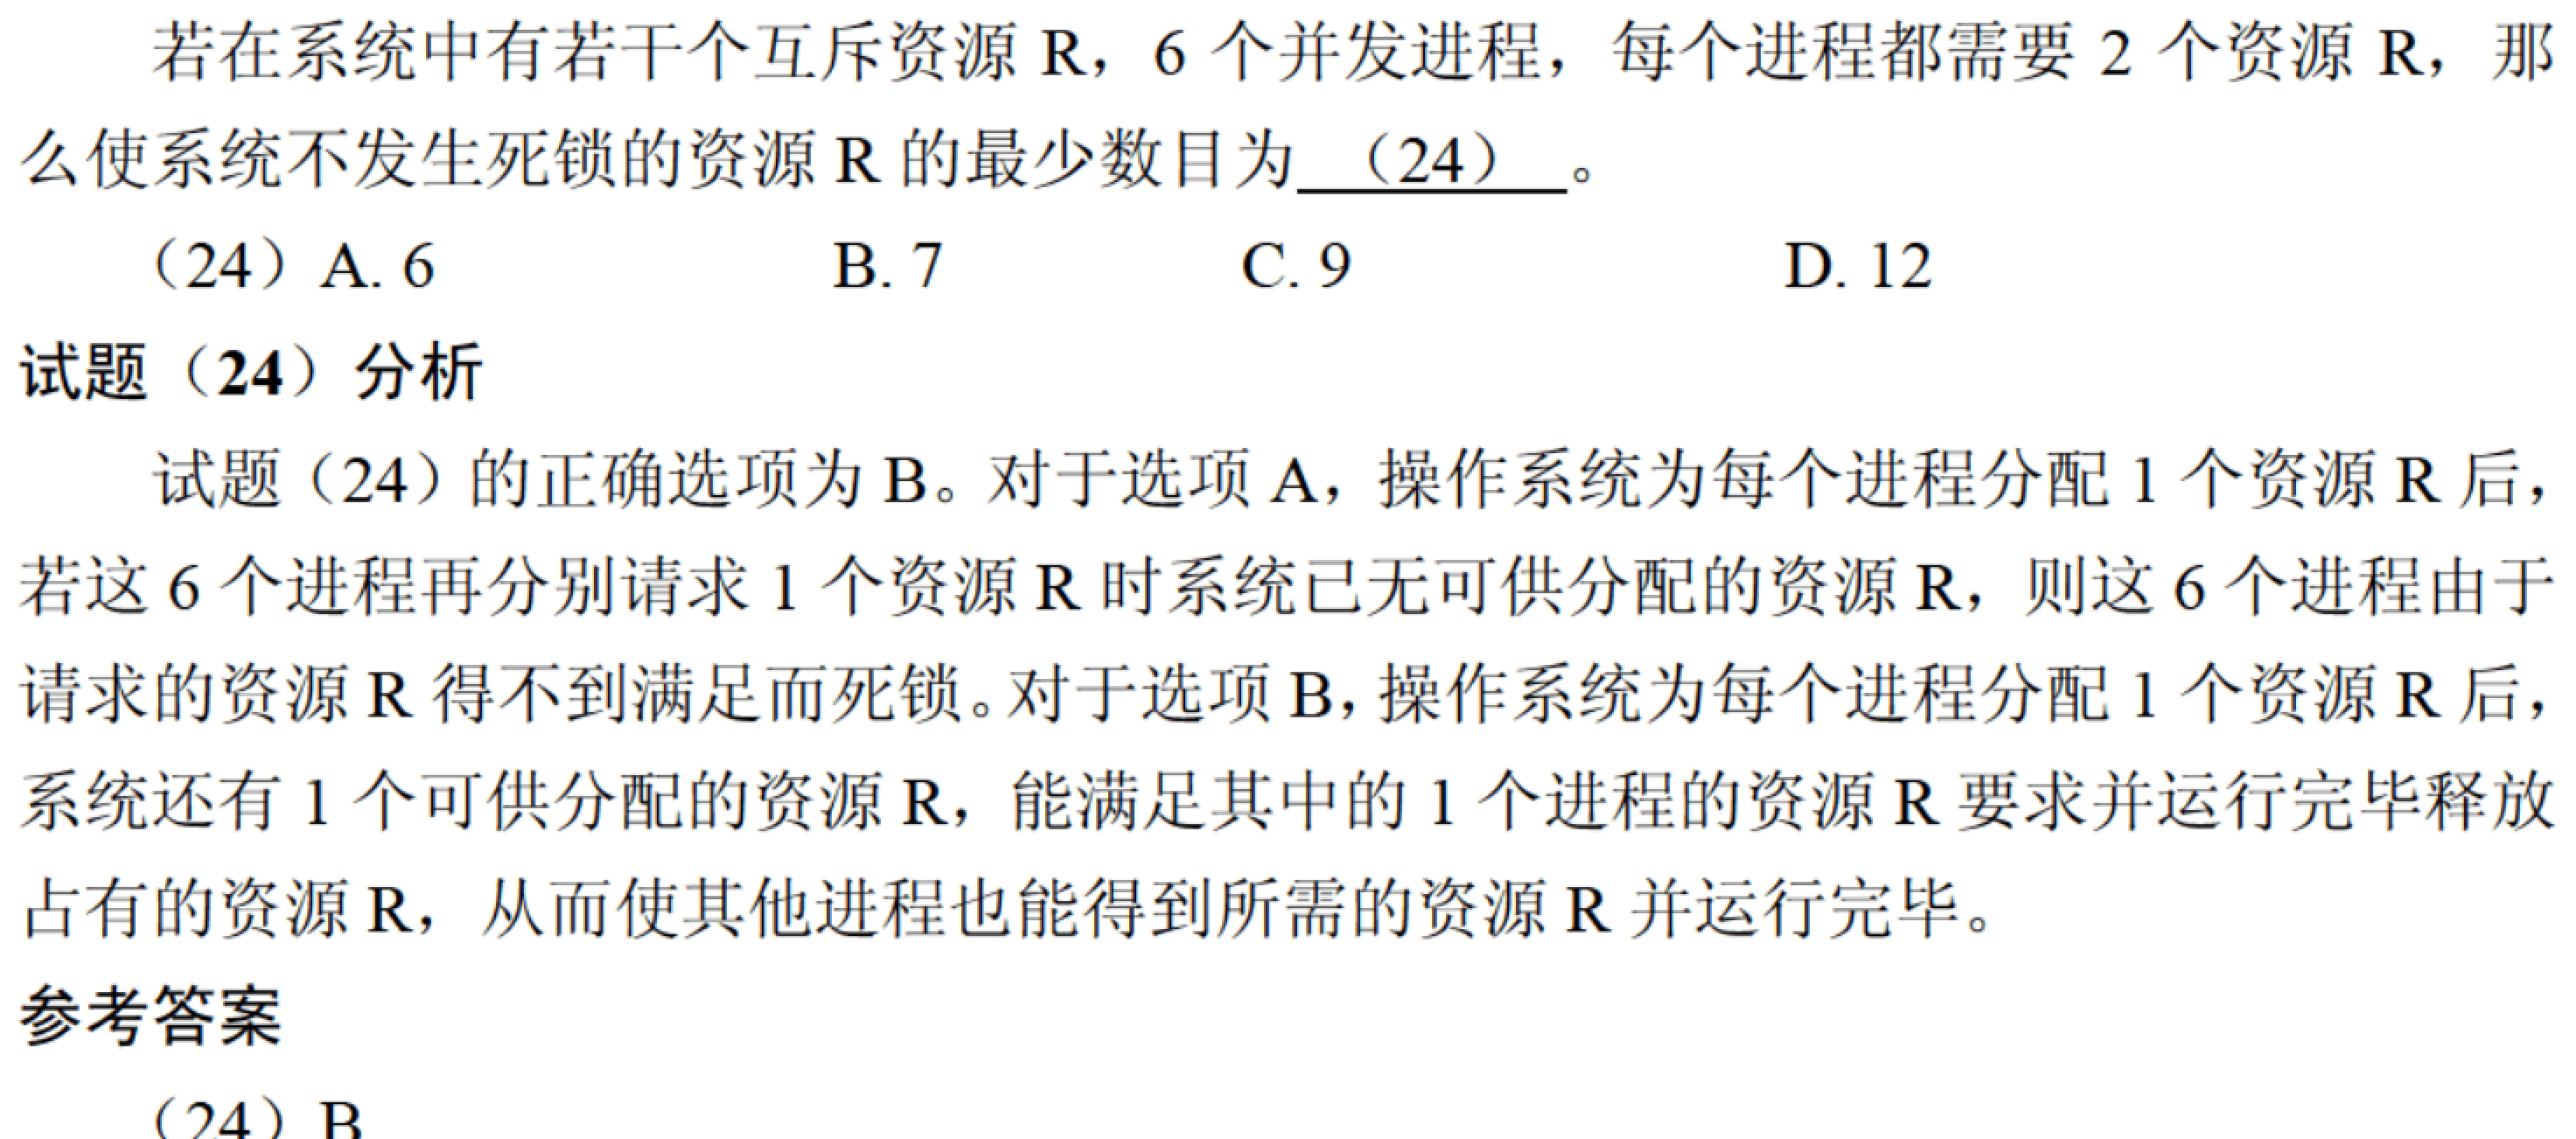 若在系统中有若干个互斥资源 R，6 个并发进程，每个进程都需要 2 个资源 R，那
么使系统不发生死锁的资源 R 的最少数目为 （24） 。
（24）A. 6 B. 7 C. 9 D. 12
试题（24）分析
试题（24）的正确选项为 B。对于选项 A，操作系统为每个进程分配 1 个资源 R 后，
若这 6 个进程再分别请求 1 个资源 R 时系统已无可供分配的资源 R，则这 6 个进程由于
请求的资源 R 得不到满足而死锁。对于选项 B，操作系统为每个进程分配 1 个资源 R 后，
系统还有 1 个可供分配的资源 R，能满足其中的 1 个进程的资源 R 要求并运行完毕释放
占有的资源 R，从而使其他进程也能得到所需的资源 R 并运行完毕。
参考答案
（24）B